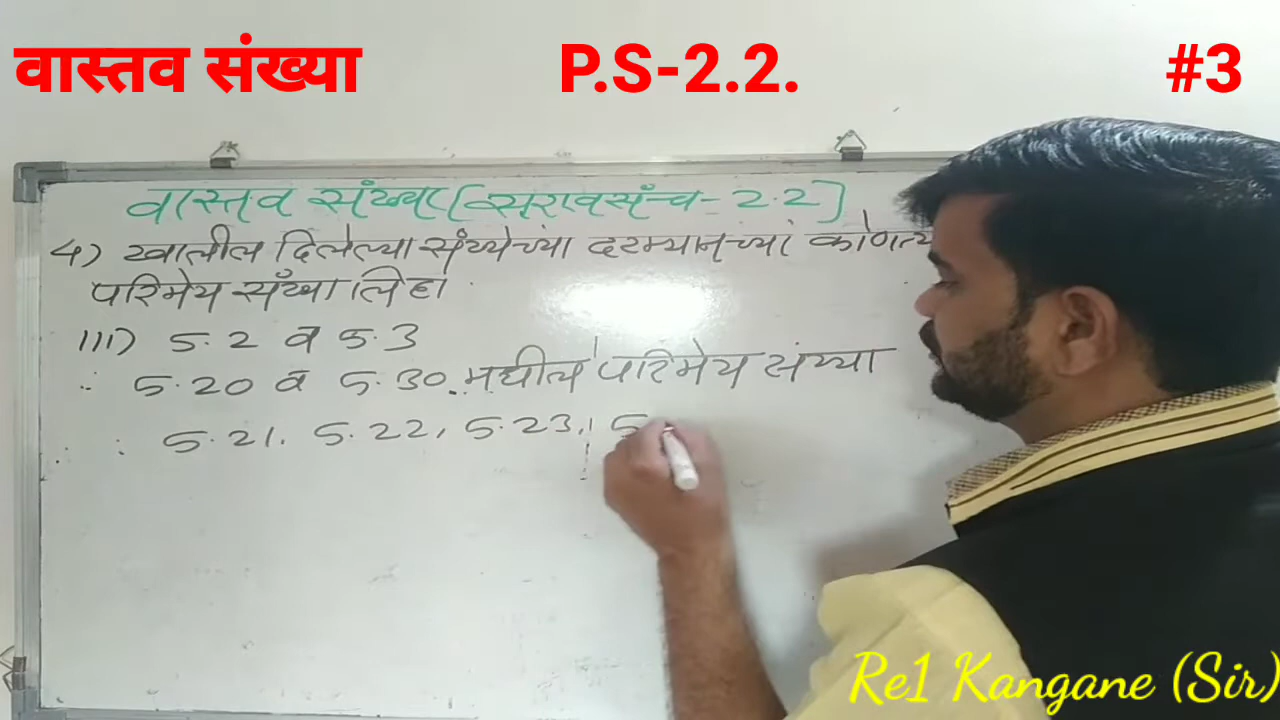 वास्तव संख्या P.S-2.2. #3
वास्तव संख्या [सरावसंच - 2.2]
4) खालील दिलेल्या संख्येच्या दरम्यानच्या
परिमेय संख्या लिहा.
III) 5.2 व 5.3
∴ 5.20 व 5.30 मधील परिमेय संख्या
∴ 5.21, 5.22, 5.23, 5
Re1 Kangane (Sir)